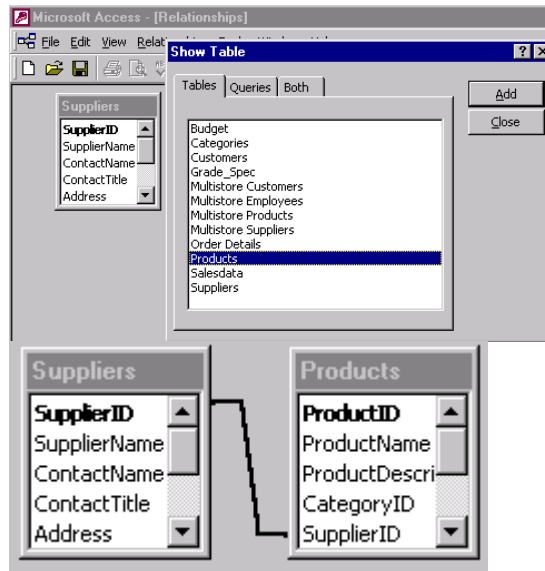 Microsoft Access - [Relationships]
File Edit View Relat
Show Table
Tables Queries Both
Add
Close
Suppliers
SupplierID
SupplierName
ContactName
ContactTitle
Address
Budget
Categories
Customers
Grade_Spec
Multistore Customers
Multistore Employees
Multistore Products
Multistore Suppliers
Order Details
Products
Salesdata
Suppliers
Suppliers
SupplierID
SupplierName
ContactName
ContactTitle
Address
Products
ProductID
ProductName
ProductDescri
CategoryID
SupplierID